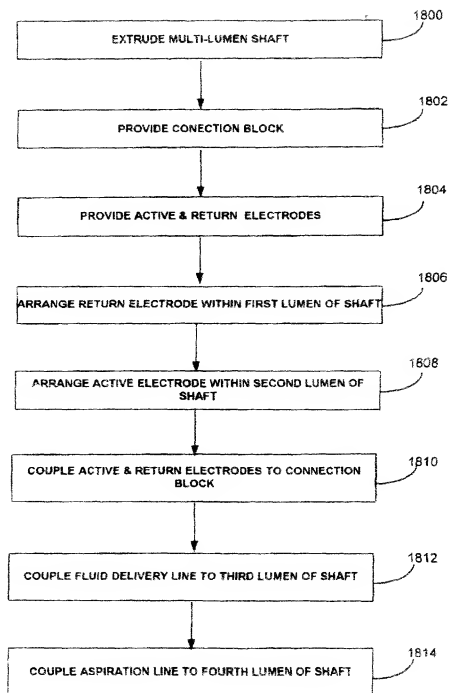 1800
EXTRUDE MULTI-LUMEN SHAFT
1802
PROVIDE CONECTION BLOCK
1804
PROVIDE ACTIVE & RETURN ELECTRODES
1806
ARRANGE RETURN ELECTRODE WITHIN FIRST LUMEN OF SHAFT
1808
ARRANGE ACTIVE ELECTRODE WITHIN SECOND LUMEN OF
SHAFT
1810
COUPLE ACTIVE & RETURN ELECTRODES TO CONNECTION
BLOCK
1812
COUPLE FLUID DELIVERY LINE TO THIRD LUMEN OF SHAFT
1814
COUPLE ASPIRATION LINE TO FOURTH LUMEN OF SHAFT